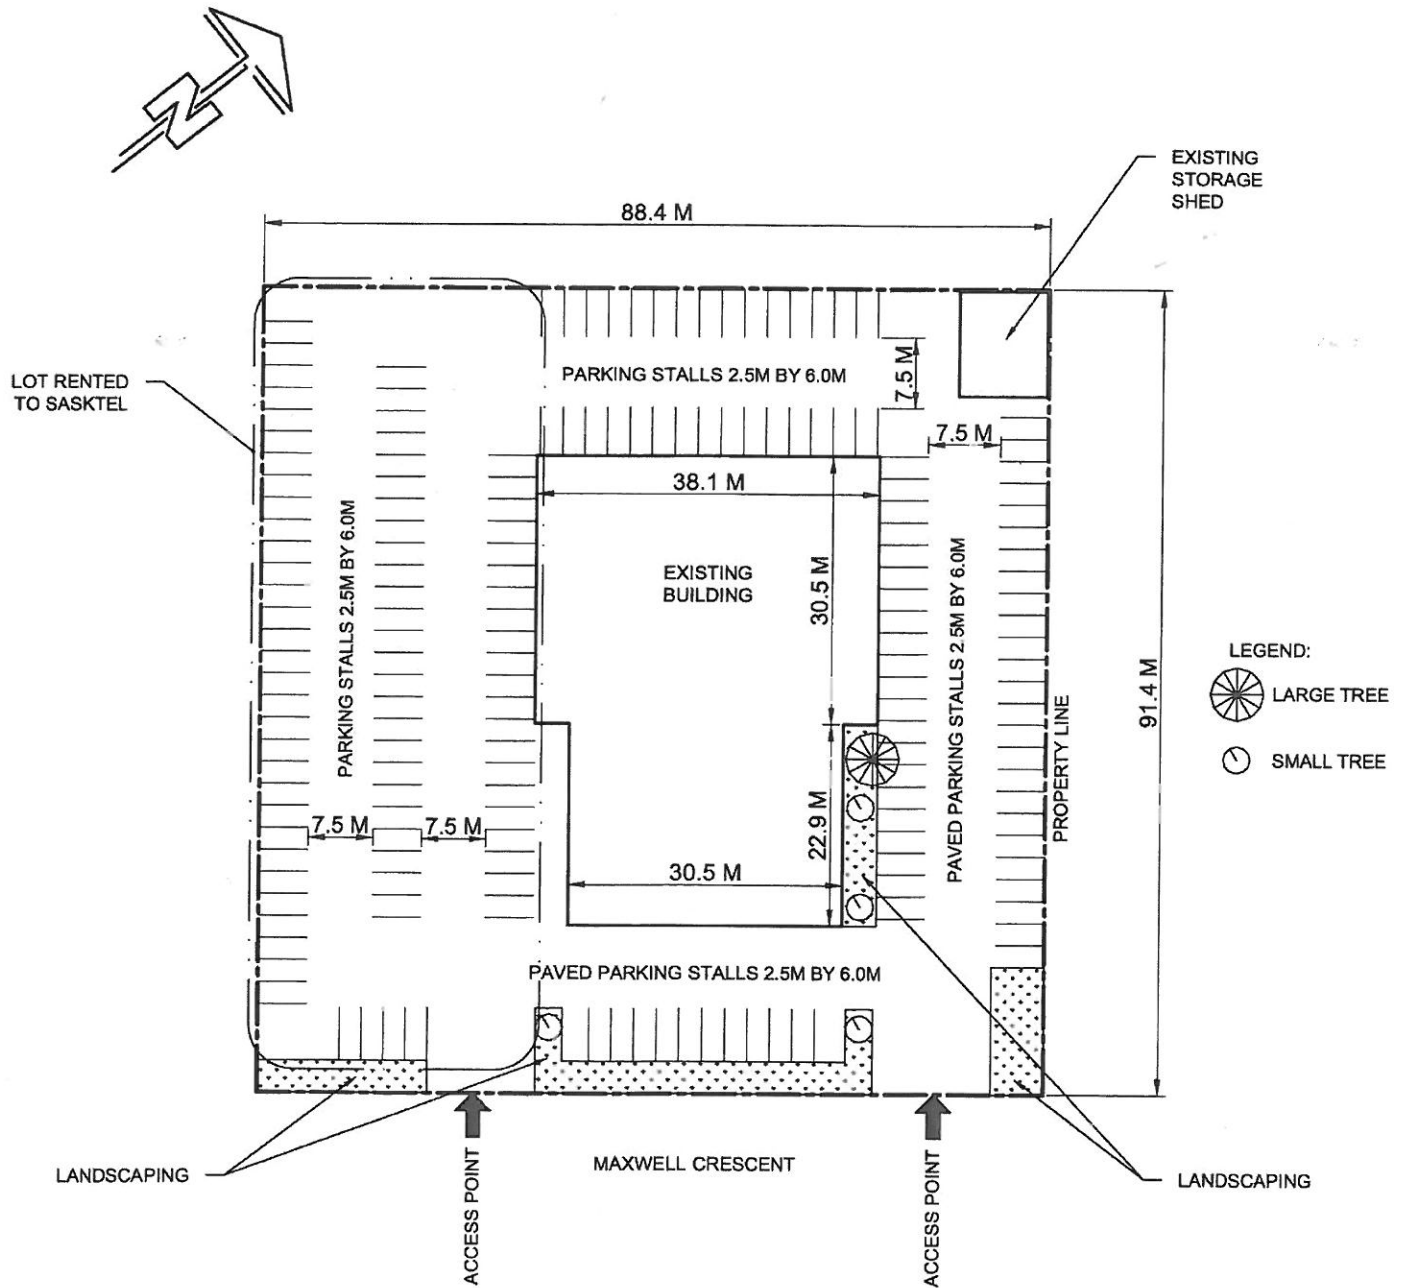 N
EXISTING
STORAGE
SHED
88.4 M
LOT RENTED
TO SASKTEL
PARKING STALLS 2.5M BY 6.0M
7.5 M
7.5 M
38.1 M
PARKING STALLS 2.5M BY 6.0M
EXISTING
BUILDING
30.5 M
PAVED PARKING STALLS 2.5M BY 6.0M
PROPERTY LINE
91.4 M
LEGEND:
LARGE TREE
SMALL TREE
7.5 M
7.5 M
22.9 M
30.5 M
PAVED PARKING STALLS 2.5M BY 6.0M
LANDSCAPING
ACCESS POINT
MAXWELL CRESCENT
ACCESS POINT
LANDSCAPING